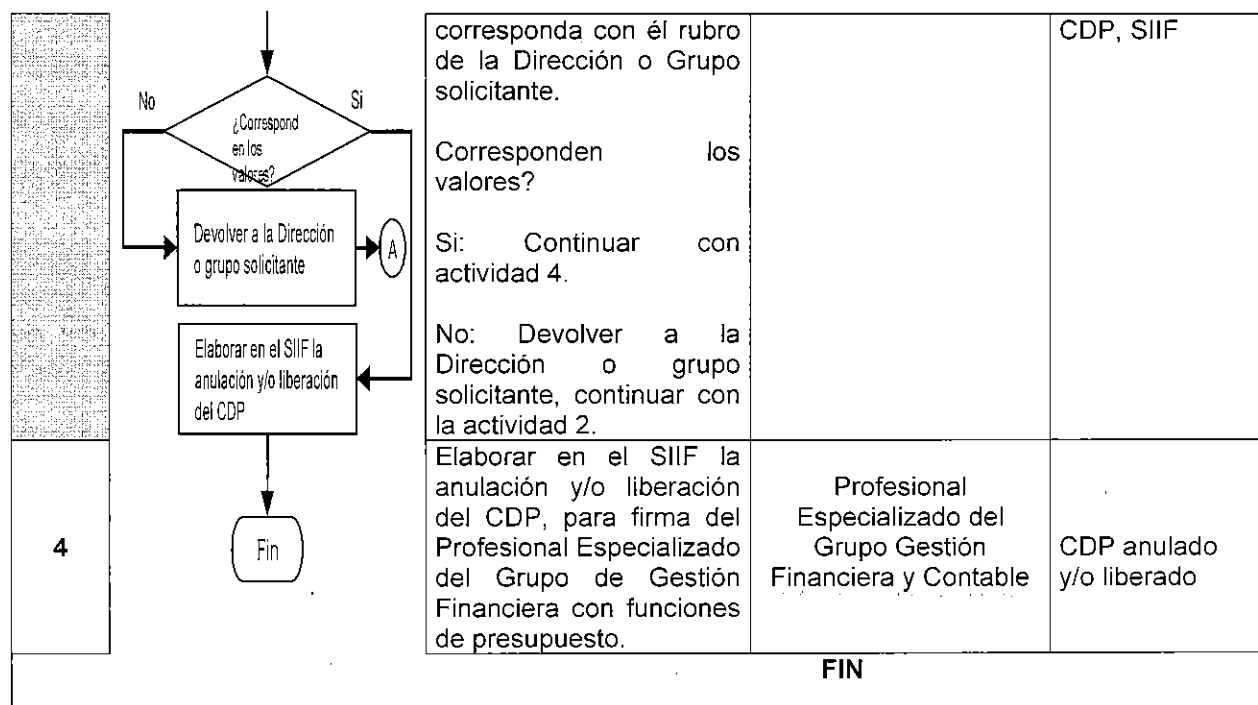 No
Si
¿Correspond
en los
valores?
Devolver a la Dirección
o grupo solicitante
A
Elaborar en el SIIF la
anulación y/o liberación
del CDP
corresponda con él rubro
de la Dirección o Grupo
solicitante.
Corresponden los
valores?
Si: Continuar con
actividad 4.
No: Devolver a la
Dirección o grupo
solicitante, continuar con
la actividad 2.
CDP, SIIF
4
Fin
Elaborar en el SIIF la
anulación y/o liberación
del CDP, para firma del
Profesional Especializado
del Grupo de Gestión
Financiera con funciones
de presupuesto.
Profesional
Especializado del
Grupo Gestión
Financiera y Contable
CDP anulado
y/o liberado
FIN